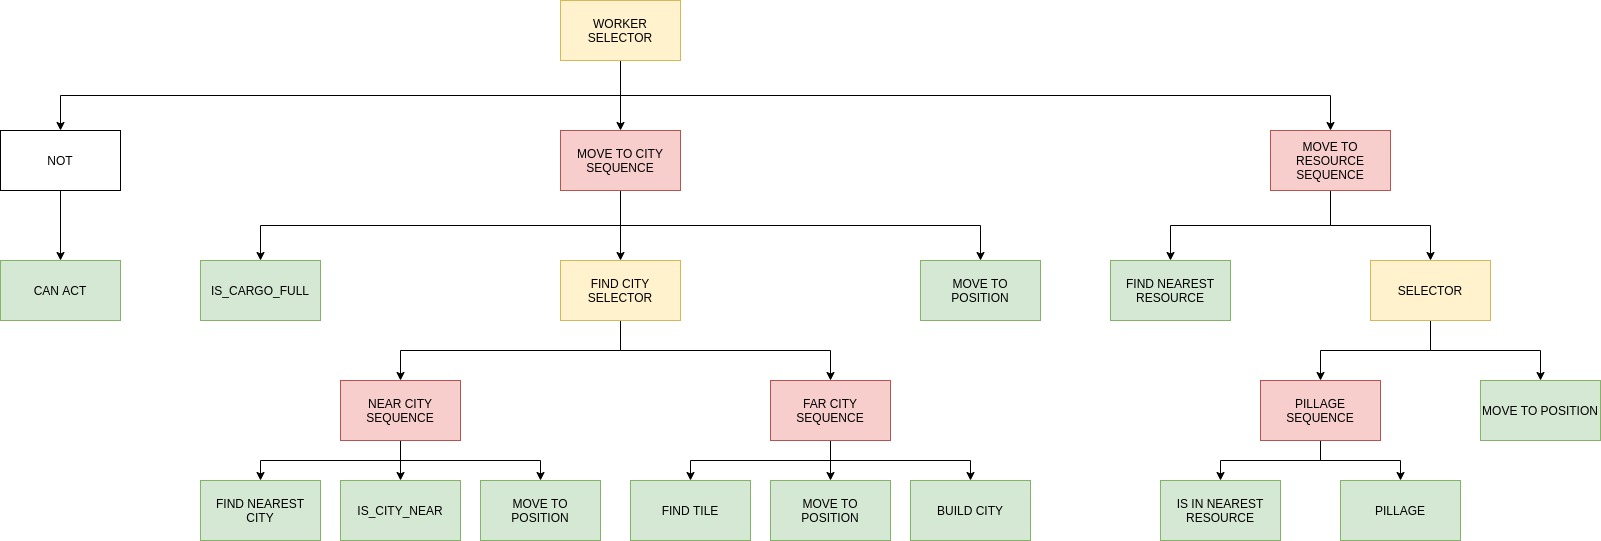 WORKER
SELECTOR
NOT
MOVE TO CITY
SEQUENCE
MOVE TO
RESOURCE
SEQUENCE
CAN ACT
IS_CARGO_FULL
FIND CITY
SELECTOR
MOVE TO
POSITION
FIND NEAREST
RESOURCE
SELECTOR
NEAR CITY
SEQUENCE
FAR CITY
SEQUENCE
PILLAGE
SEQUENCE
MOVE TO POSITION
FIND NEAREST
CITY
IS_CITY_NEAR
MOVE TO
POSITION
FIND TILE
MOVE TO
POSITION
BUILD CITY
IS IN NEAREST
RESOURCE
PILLAGE